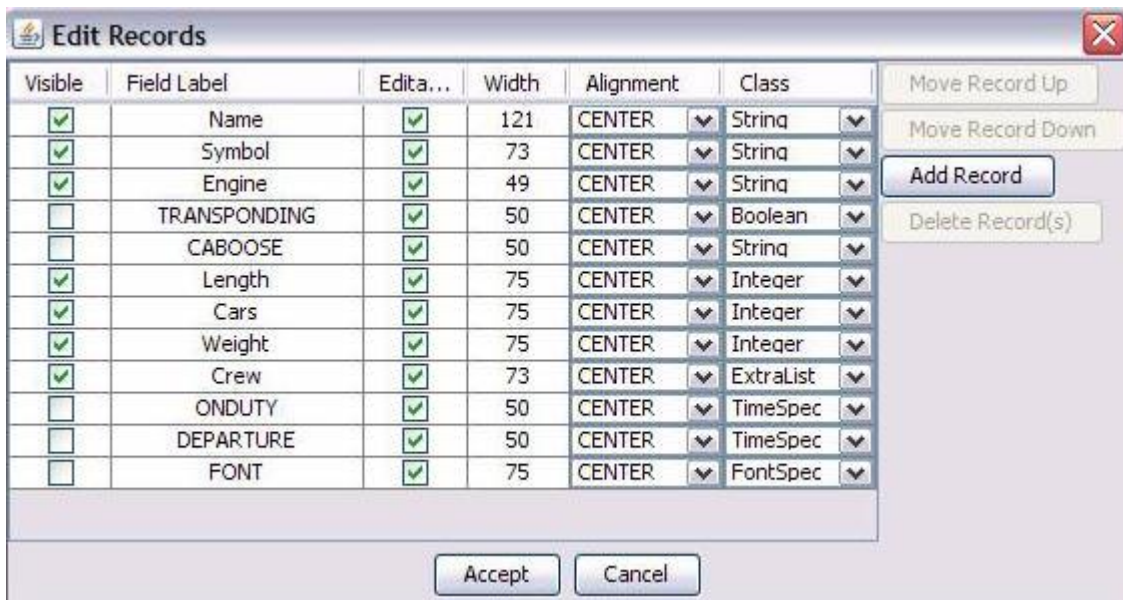 Edit Records
Visible Field Label Edita... Width Alignment Class
Name 121 CENTER String
Symbol 73 CENTER String
Engine 49 CENTER String
TRANSPONDING 50 CENTER Boolean
CABOOSE 50 CENTER String
Length 75 CENTER Integer
Cars 75 CENTER Integer
Weight 75 CENTER Integer
Crew 73 CENTER ExtraList
ONDUTY 50 CENTER TimeSpec
DEPARTURE 50 CENTER TimeSpec
FONT 75 CENTER FontSpec
Move Record Up
Move Record Down
Add Record
Delete Record(s)
Accept Cancel